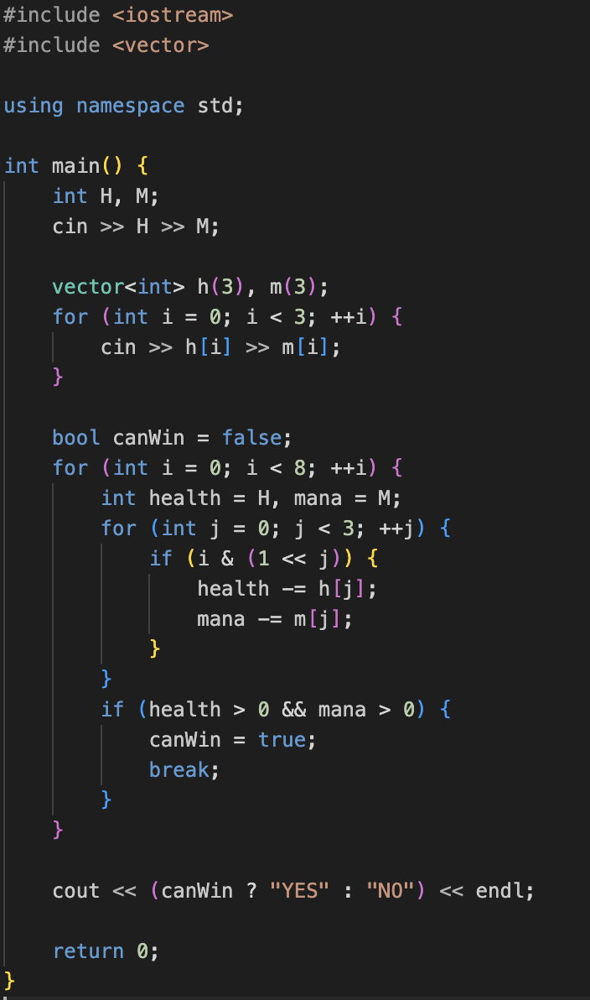 #include <iostream>
#include <vector>

using namespace std;

int main() {
    int H, M;
    cin >> H >> M;

    vector<int> h(3), m(3);
    for (int i = 0; i < 3; ++i) {
        cin >> h[i] >> m[i];
    }

    bool canWin = false;
    for (int i = 0; i < 8; ++i) {
        int health = H, mana = M;
        for (int j = 0; j < 3; ++j) {
            if (i & (1 << j)) {
                health -= h[j];
                mana -= m[j];
            }
        }
        if (health > 0 && mana > 0) {
            canWin = true;
            break;
        }
    }

    cout << (canWin ? "YES" : "NO") << endl;

    return 0;
}